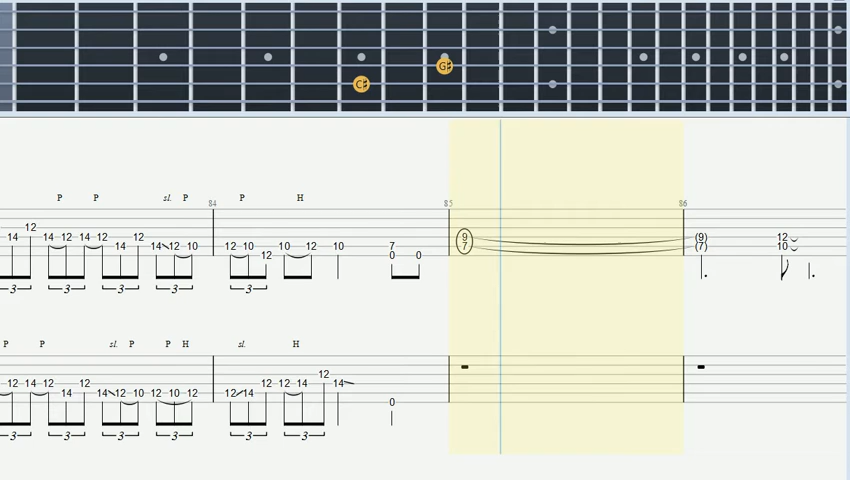 G♯
C♯
P P sl. P 84 P H 85 86
12
14 14 12 14 12 12 9 (9) 12
14 14 12 10 12 10 10 12 10 7 7 (7) 10
12 0 0
3 3 3 3
P P sl. P P H sl. H
12
12 14 12 12 12 12 14 14
14 14 12 10 12 10 12 12 14
0
3 3 3 3 3 3